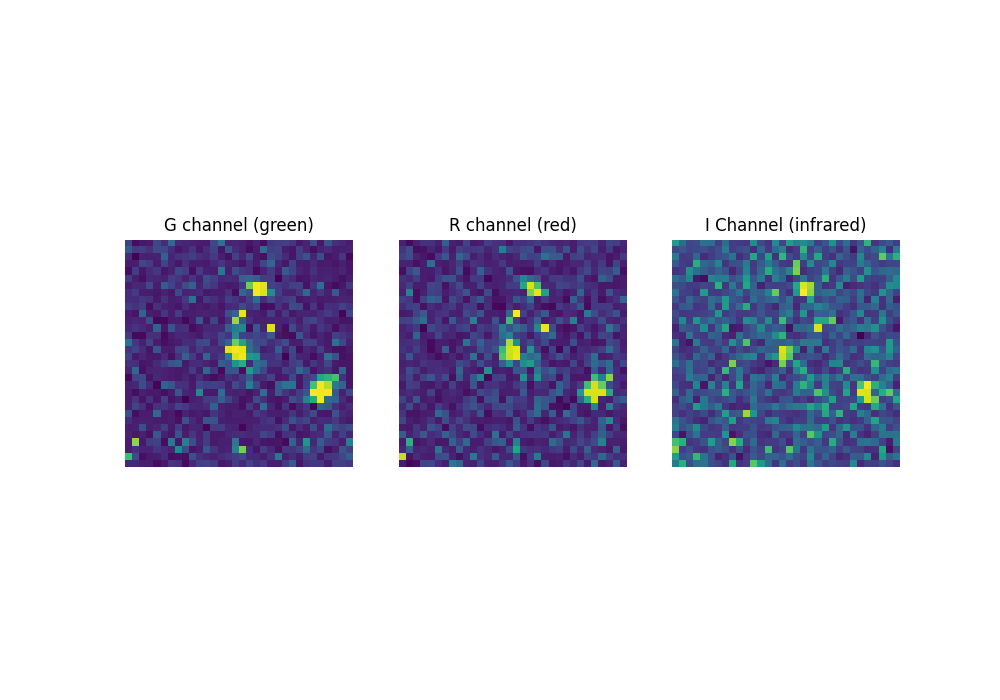 G channel (green)
R channel (red)
I Channel (infrared)